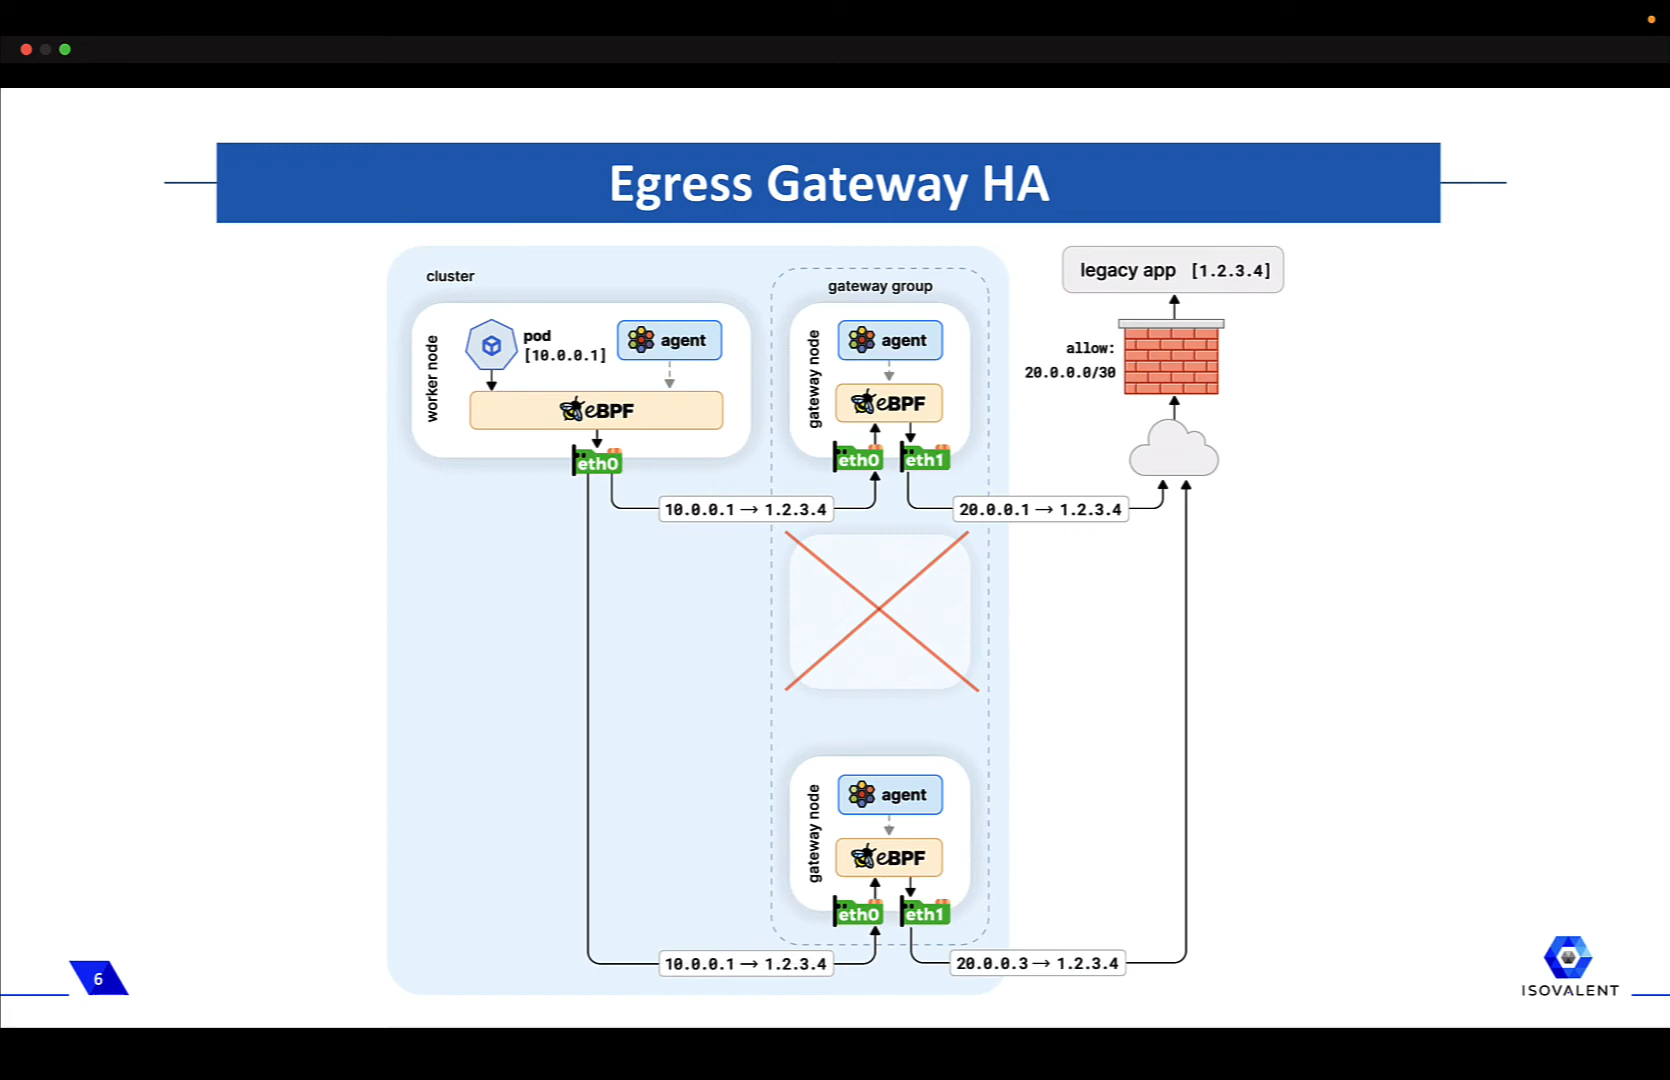 Egress Gateway HA
cluster
worker node
pod
[10.0.0.1]
agent
eBPF
eth0
gateway group
gateway node
agent
eBPF
eth0
eth1
legacy app [1.2.3.4]
allow:
20.0.0.0/30
10.0.0.1 → 1.2.3.4
20.0.0.1 → 1.2.3.4
gateway node
agent
eBPF
eth0
eth1
10.0.0.1 → 1.2.3.4
20.0.0.3 → 1.2.3.4
6
ISOVALENT